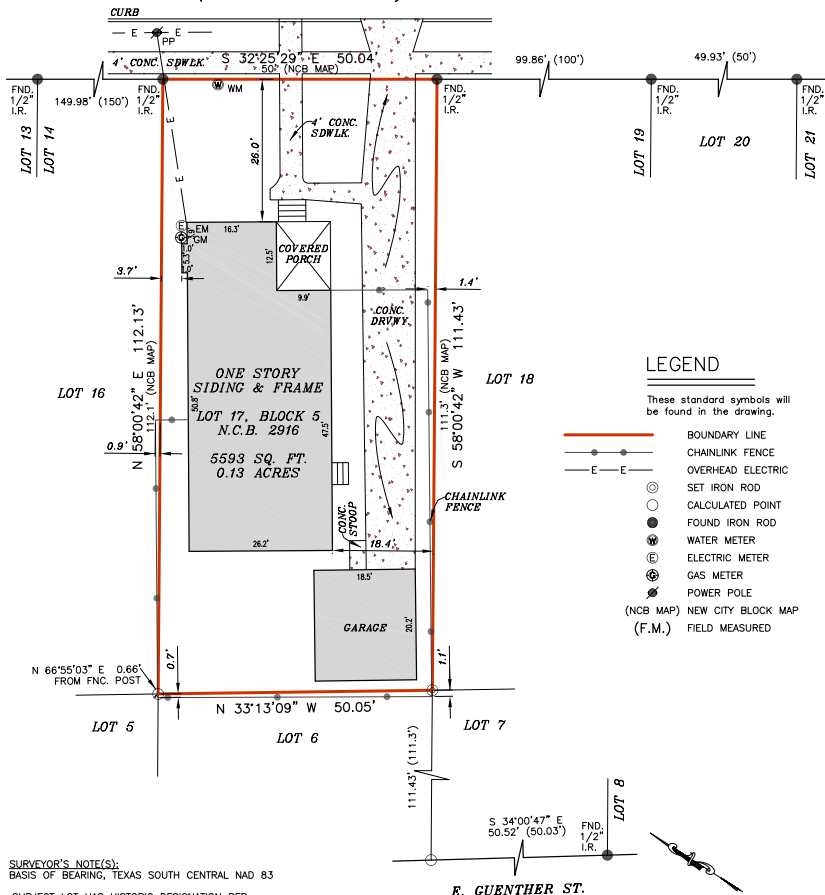 CURB
E E
PP
4' CONC. SDWLK.
S 32°25'29" E 50.04'
50' (NCB MAP)
99.86' (100')
49.93' (50')
149.98' (150')
FND.
1/2"
I.R.
FND.
1/2"
I.R.
WM
FND.
1/2"
I.R.
FND.
1/2"
I.R.
FND.
1/2"
I.R.
LOT 13
LOT 14
LOT 19
LOT 20
LOT 21
E
E
26.0'
4' CONC.
SDWLK.
E EM
G GM
1.9'
1.0'
5.3'
1.0'
16.3'
12.5'
COVERED
PORCH
9.9'
3.7'
1.4'
CONC.
DRVWY
N 58°00'42" E 112.13'
112.1' (NCB MAP)
S 58°00'42" W 111.43'
111.3' (NCB MAP)
LOT 16
LOT 18
ONE STORY
SIDING & FRAME
LOT 17, BLOCK 5
N.C.B. 2916
5593 SQ. FT.
0.13 ACRES
50.8'
47.5'
0.9'
CHAINLINK
FENCE
CONC.
STOOP
26.2'
18.4'
18.5'
GARAGE
20.2'
N 66°55'03" E 0.66'
FROM FNC. POST
0.7'
1.1'
N 33°13'09" W 50.05'
LOT 5
LOT 6
LOT 7
111.43' (111.3')
LOT 8
S 34°00'47" E
50.52' (50.03')
FND.
1/2"
I.R.
E. GUENTHER ST.
LEGEND
These standard symbols will
be found in the drawing.
BOUNDARY LINE
CHAINLINK FENCE
E E OVERHEAD ELECTRIC
SET IRON ROD
CALCULATED POINT
FOUND IRON ROD
W WATER METER
E ELECTRIC METER
G GAS METER
POWER POLE
(NCB MAP) NEW CITY BLOCK MAP
(F.M.) FIELD MEASURED
SURVEYOR'S NOTE(S):
BASIS OF BEARING, TEXAS SOUTH CENTRAL NAD 83